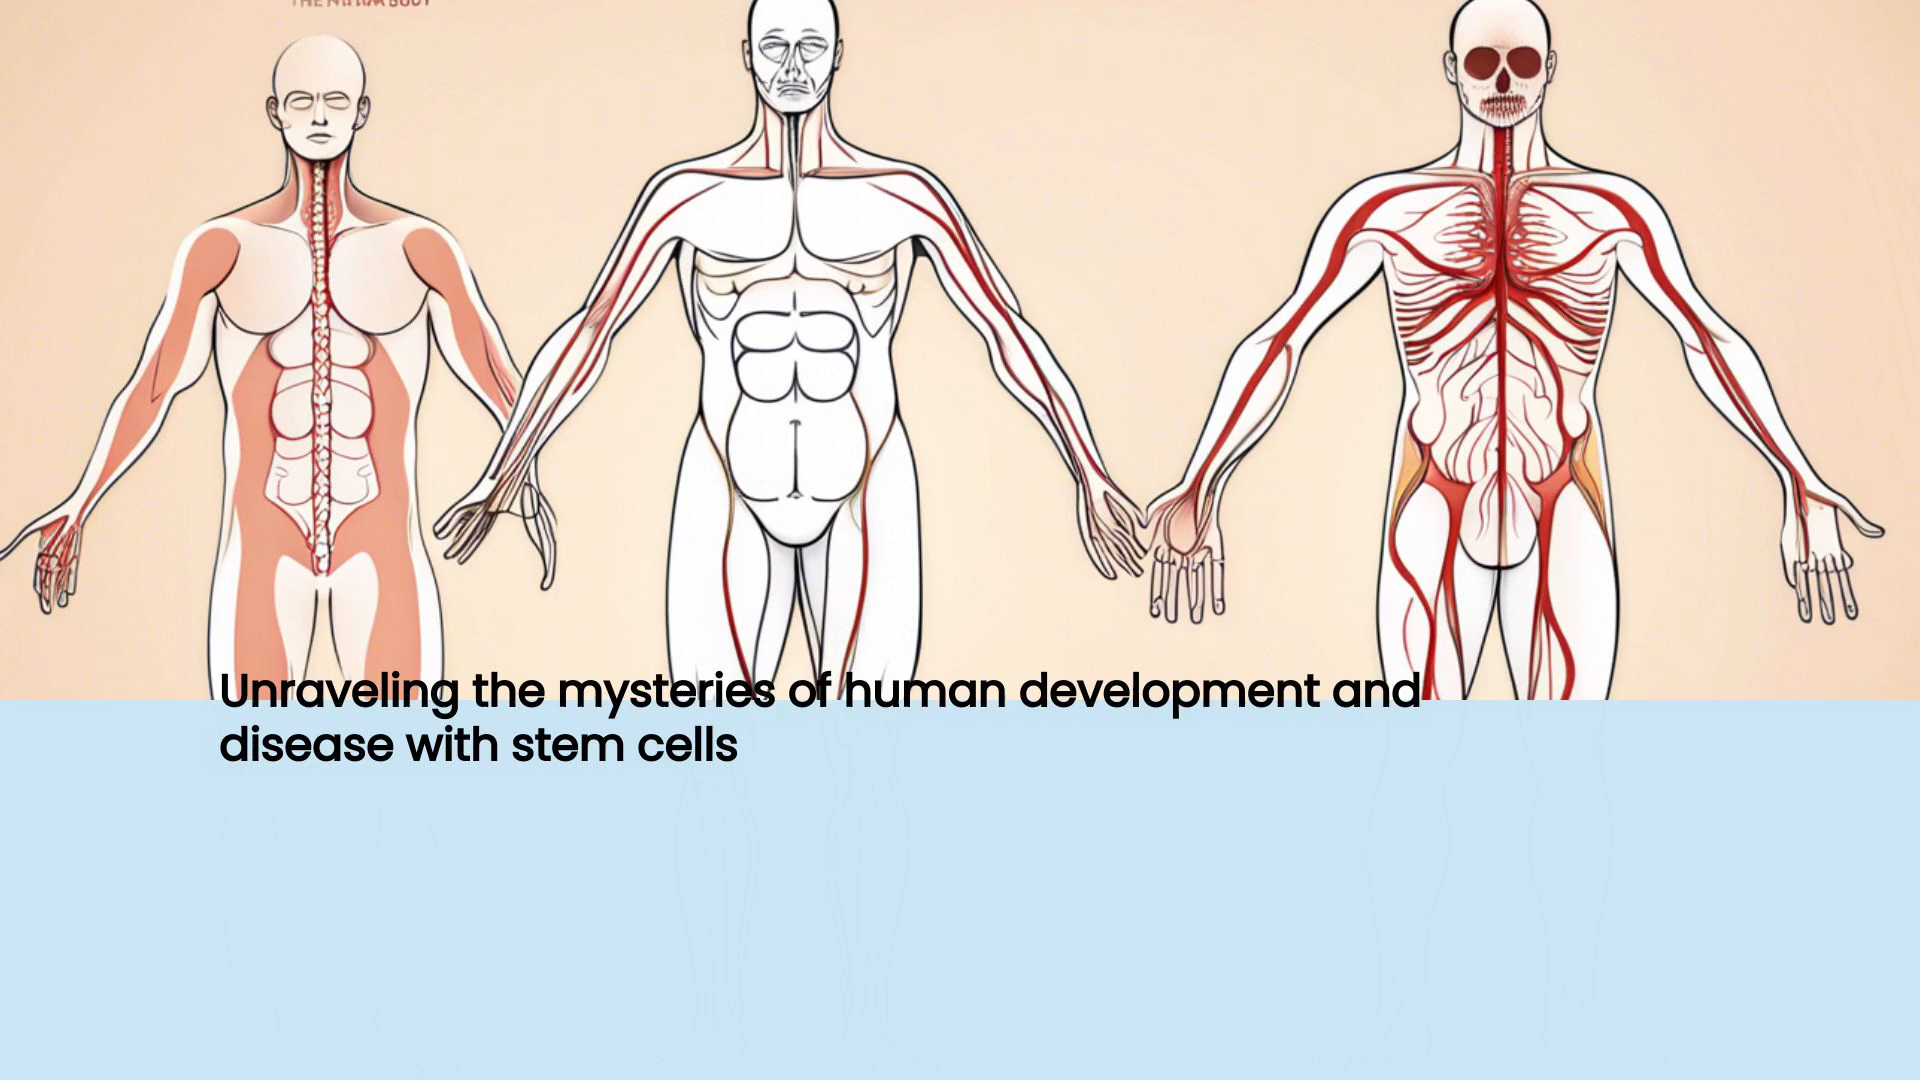 Unraveling the mysteries of human development and
disease with stem cells